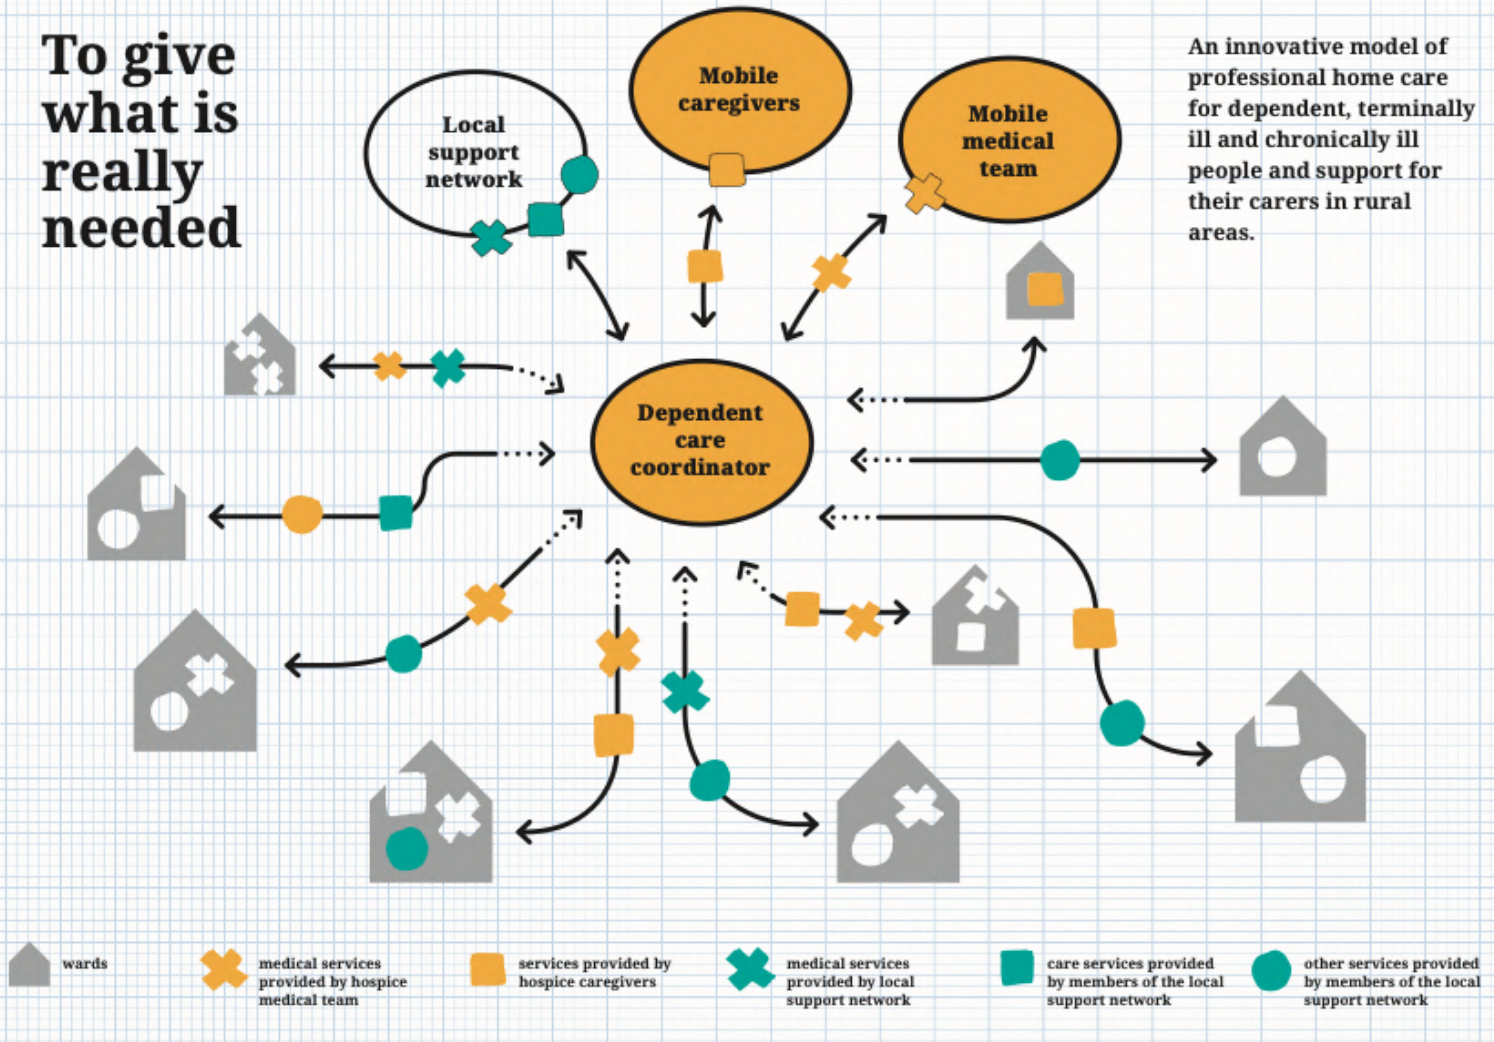 To give
what is
really
needed
Local
support
network
Mobile
caregivers
Mobile
medical
team
An innovative model of
professional home care
for dependent, terminally
ill and chronically ill
people and support for
their carers in rural
areas.
Dependent
care
coordinator
wards
medical services
provided by hospice
medical team
services provided by
hospice caregivers
medical services
provided by local
support network
care services provided
by members of the local
support network
other services provided
by members of the local
support network